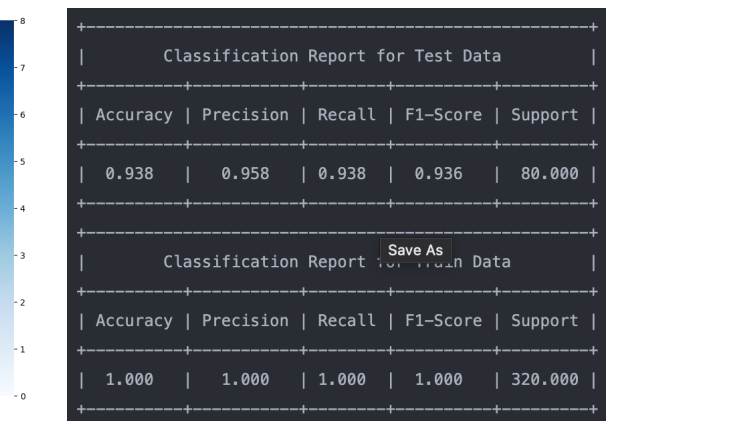 8
7
6
5
4
3
2
1
0
Classification Report for Test Data
| Accuracy | Precision | Recall | F1-Score | Support |
| 0.938 | 0.958 | 0.938 | 0.936 | 80.000 |
Save As
Classification Report for Train Data
| Accuracy | Precision | Recall | F1-Score | Support |
| 1.000 | 1.000 | 1.000 | 1.000 | 320.000 |